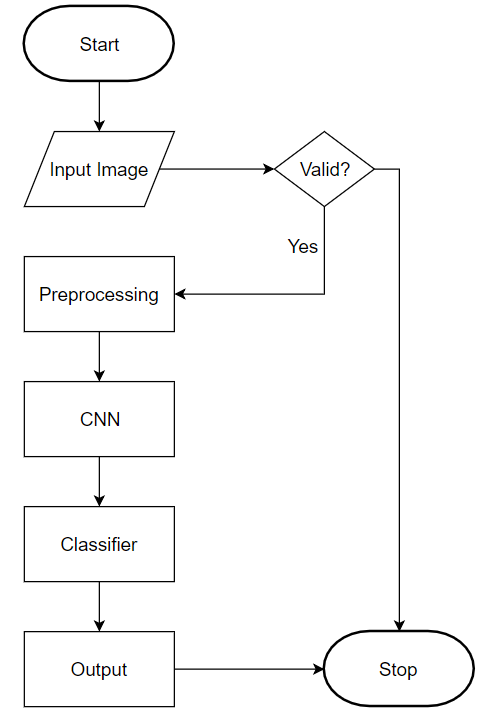 Start
Input Image
Valid?
Yes
Preprocessing
CNN
Classifier
Output
Stop